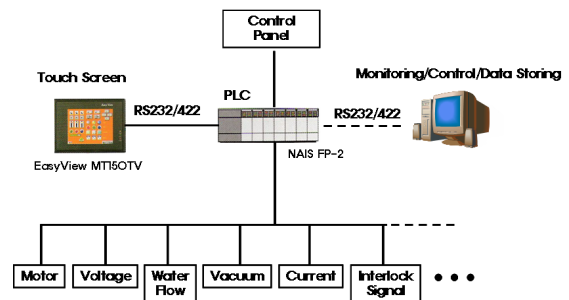 Control
Panel
Touch Screen
PLC
Monitoring/Control/Data Storing
RS232/422
RS232/422
EasyView MT150TV
NAIS FP-2
Motor
Voltage
Water
Flow
Vacuum
Current
Interlock
Signal